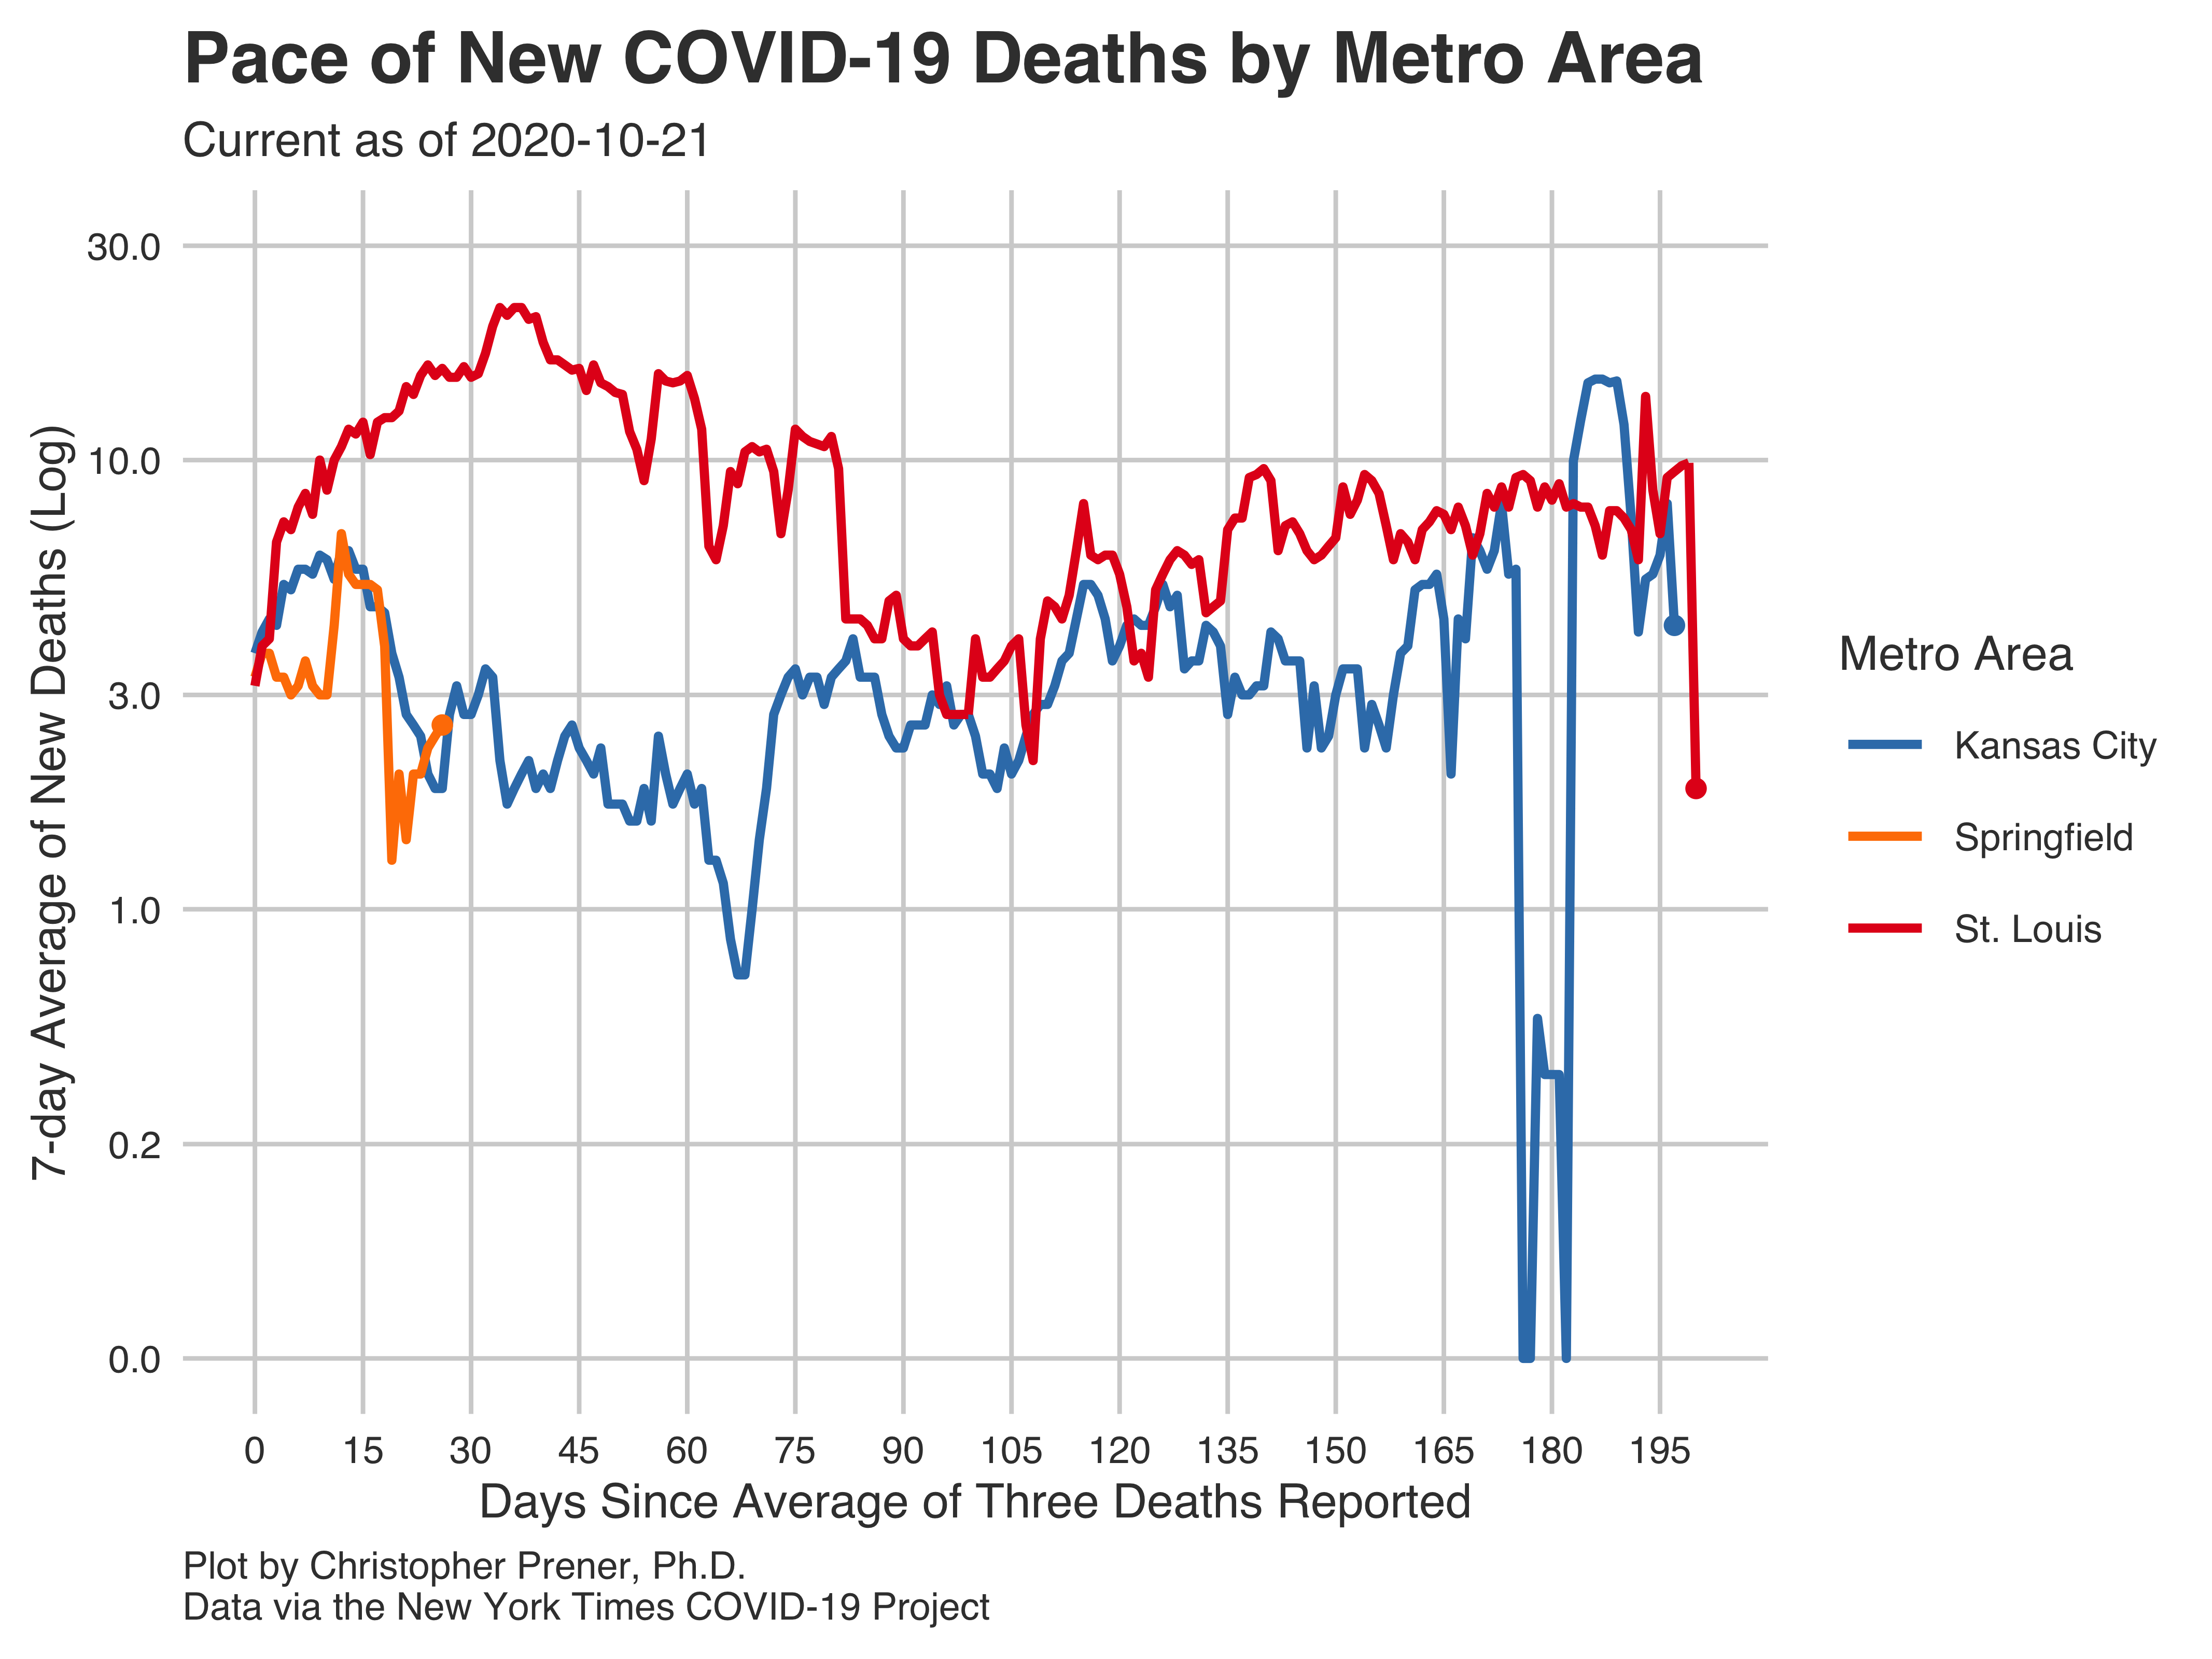 Pace of New COVID-19 Deaths by Metro Area
Current as of 2020-10-21
7-day Average of New Deaths (Log)
30.0
10.0
3.0
1.0
0.2
0.0
0 15 30 45 60 75 90 105 120 135 150 165 180 195
Days Since Average of Three Deaths Reported
Metro Area
Kansas City
Springfield
St. Louis
Plot by Christopher Prener, Ph.D.
Data via the New York Times COVID-19 Project